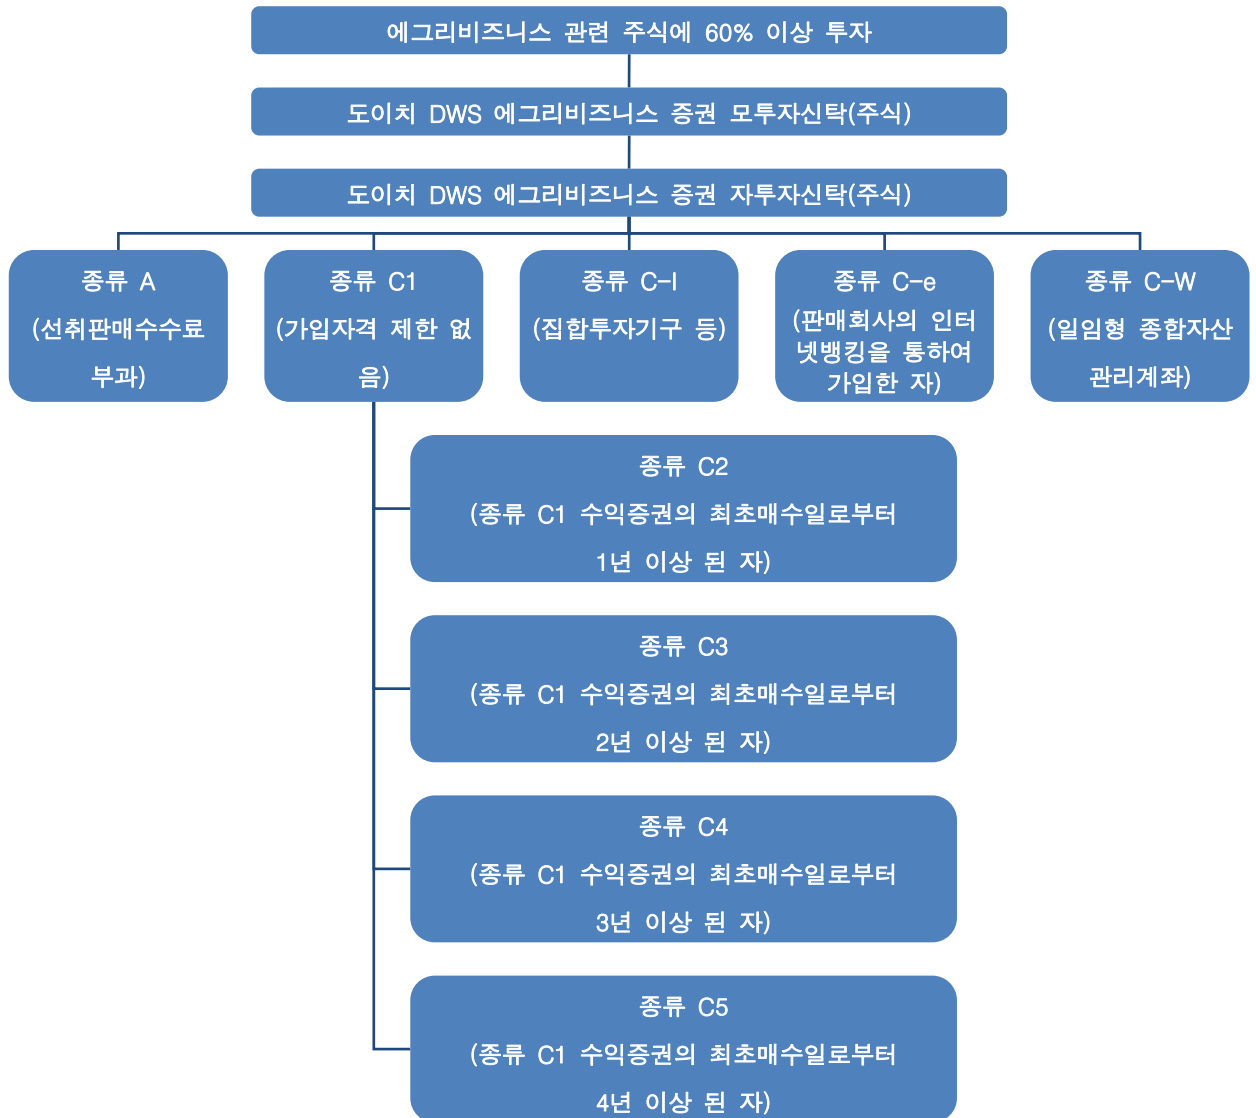 에그리비즈니스 관련 주식에 60% 이상 투자
도이치 DWS 에그리비즈니스 증권 모투자신탁(주식)
도이치 DWS 에그리비즈니스 증권 자투자신탁(주식)
종류 A
(선취판매수수료
부과)
종류 C1
(가입자격 제한 없
음)
종류 C-I
(집합투자기구 등)
종류 C-e
(판매회사의 인터
넷뱅킹을 통하여
가입한 자)
종류 C-W
(일임형 종합자산
관리계좌)
종류 C2
(종류 C1 수익증권의 최초매수일로부터
1년 이상 된 자)
종류 C3
(종류 C1 수익증권의 최초매수일로부터
2년 이상 된 자)
종류 C4
(종류 C1 수익증권의 최초매수일로부터
3년 이상 된 자)
종류 C5
(종류 C1 수익증권의 최초매수일로부터
4년 이상 된 자)